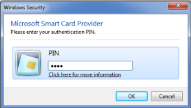 Windows Security
Microsoft Smart Card Provider
Please enter your authentication PIN.
PIN
••••
Click here for more information
OK
Cancel